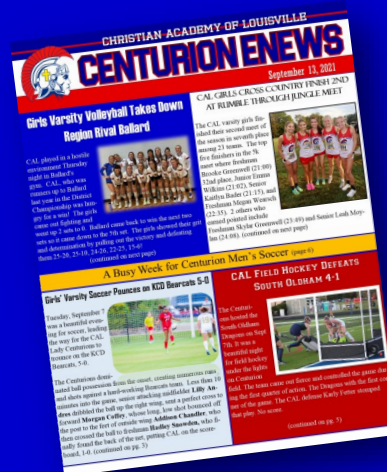 CHRISTIAN ACADEMY OF LOUISVILLE
CENTURION ENEWS
September 13, 2021
Girls Varsity Volleyball Takes Down
Region Rival Ballard
CAL played in a hostile
environment Thursday
night in Ballard's
gym. CAL, who was
runners up to Ballard
last year in the District
Championship was hun-
gry for a win! The girls
came out fighting and
went up 2 sets to 0. Ballard came back to win the next two
sets so it came down to the 5th set. The girls showed their grit
and determination by pulling out the victory and defeating
them 25-20, 25-19, 24-26, 22-25, 15-6!
(continued on next page)
CAL GIRLS CROSS COUNTRY FINISH 2ND
AT RUMBLE THROUGH JUNGLE MEET
The CAL varsity girls fin-
ished their second meet of
the season in seventh place
among 23 teams. The top
five finishers in the 5k
meet where freshmen
Brooke Greenwell (21:00)
32nd place, Junior Emma
Wilkins (21:02), Senior
Kaitlyn Bader (21:15), and
Freshman Megan Wuersch
(22:35). 2 others who
earned pointed include
Freshman Skylar Greenwell (23:49) and Senior Leah Moy-
lan (24:08). (continued on next page)
A Busy Week for Centurion Men's Soccer (page 6)
Girls' Varsity Soccer Pounces on KCD Bearcats 5-0
Tuesday, September 7
was a beautiful even-
ing for soccer, leading
the way for the CAL
Lady Centurions to
trounce on the KCD
Bearcats, 5-0.
The Centurions domi-
nated ball possession from the onset, creating numerous runs
and shots against a hard-working Bearcats team. Less than 10
minutes into the game, senior attacking midfielder Lilly An-
dres dribbled the ball up the right wing, sent a perfect cross to
forward Morgan Coffey, whose long, low shot bounced off
the post to the feet of outside wing Addison Chandler, who
then crossed the ball to freshman Hadley Snowden, who fi-
nally found the back of the net, putting CAL on the score-
board, 1-0. (continued on pg. 3)
CAL FIELD HOCKEY DEFEATS
SOUTH OLDHAM 4-1
The Centuri-
ons hosted the
South Oldham
Dragons on Sept
7th. It was a
beautiful night
for field hockey
under the lights
on Centurion
field. The team came out fierce and controlled the game dur-
ing the first quarter of action. The Dragons with the first cor-
ner of the game. The CAL defense Karly Fetter stomped
that play. No score.
(continued on pg. 5)